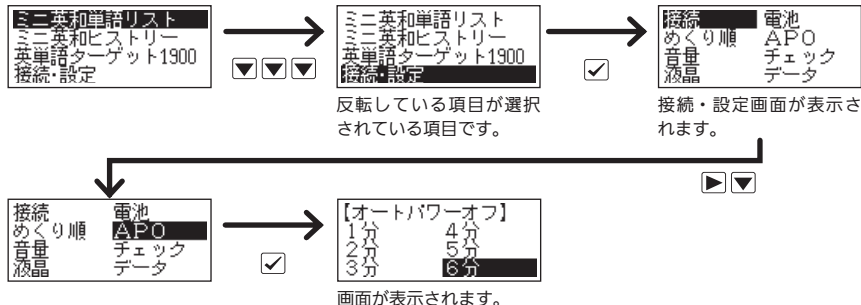 ミニ英和単語リスト
ミニ英和ヒストリー
英単語ターゲット1900
接続・設定
ミニ英和単語リスト
ミニ英和ヒストリー
英単語ターゲット1900
接続・設定
反転している項目が選択
されている項目です。
接続 電池
めくり順 APO
音量 チェック
液晶 データ
接続・設定画面が表示さ
れます。
接続 電池
めくり順 APO
音量 チェック
液晶 データ
【オートパワーオフ】
1分 4分
2分 5分
3分 6分
画面が表示されます。